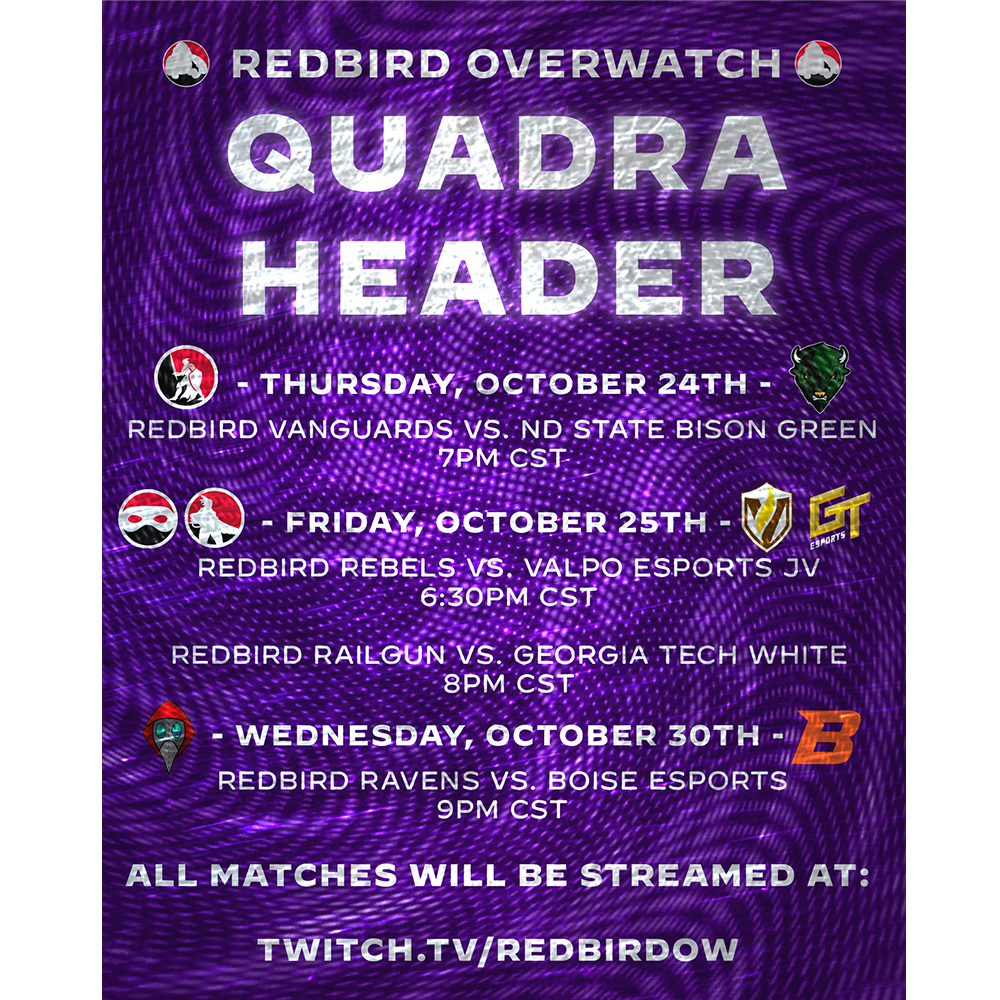 REDBIRD OVERWATCH
QUADRA
HEADER
- THURSDAY, OCTOBER 24TH -
REDBIRD VANGUARDS VS. ND STATE BISON GREEN
7PM CST
- FRIDAY, OCTOBER 25TH -
GT
ESPORTS
REDBIRD REBELS VS. VALPO ESPORTS JV
6:30PM CST
REDBIRD RAILGUN VS. GEORGIA TECH WHITE
8PM CST
- WEDNESDAY, OCTOBER 30TH -
B
REDBIRD RAVENS VS. BOISE ESPORTS
9PM CST
ALL MATCHES WILL BE STREAMED AT:
TWITCH.TV/REDBIRDOW